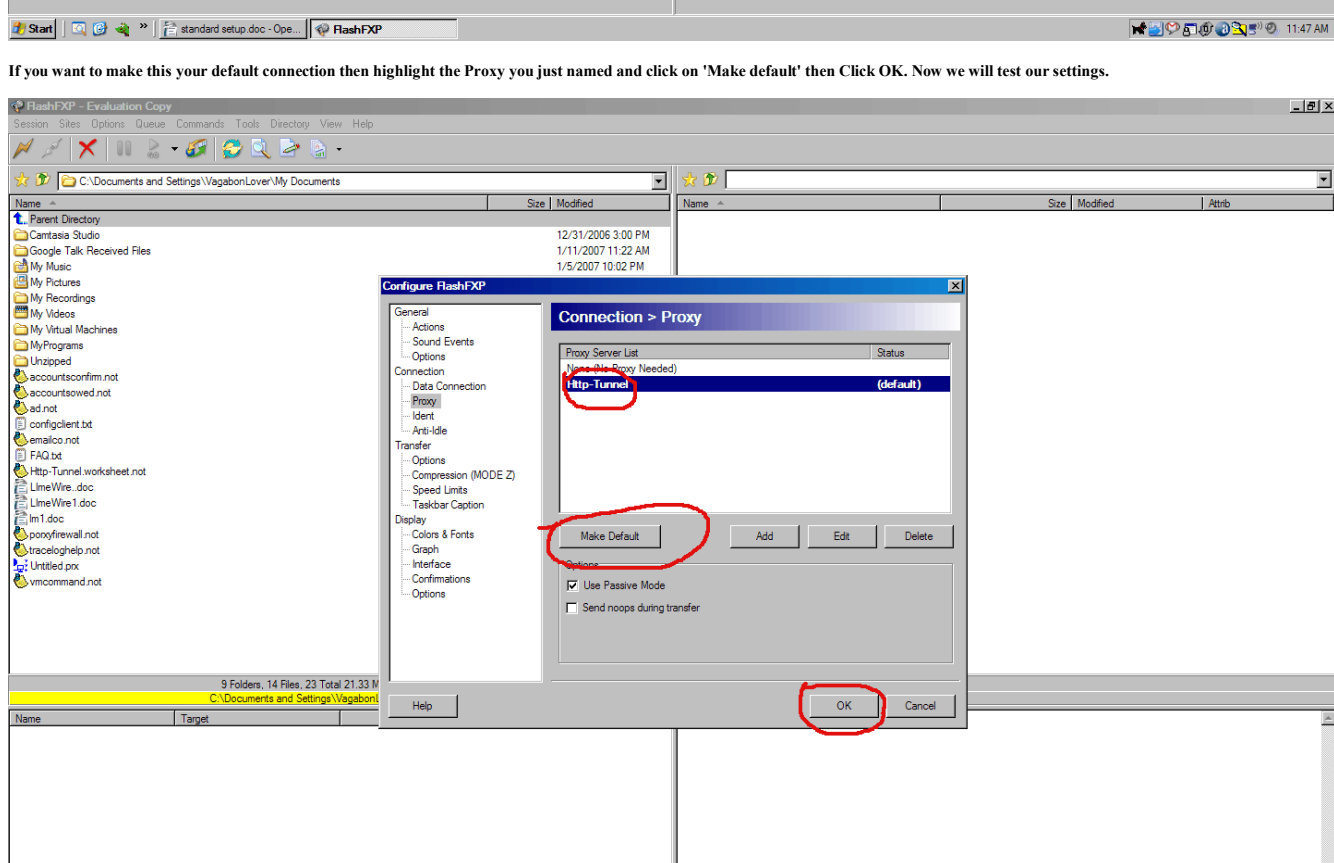 Start » standard setup.doc - Ope... FlashFXP 11:47 AM
If you want to make this your default connection then highlight the Proxy you just named and click on 'Make default' then Click OK. Now we will test our settings.
FlashFXP - Evaluation Copy
Session Sites Options Queue Commands Tools Directory View Help
C:\Documents and Settings\VagabonLover\My Documents
Name Size Modified
Parent Directory
Camtasia Studio 12/31/2006 3:00 PM
Google Talk Received Files 1/11/2007 11:22 AM
My Music 1/5/2007 10:02 PM
My Pictures
My Recordings
My Videos
My Virtual Machines
MyPrograms
Unzipped
accountsconfirm.not
accountsowed.not
ad.not
configclient.txt
emailco.not
FAQ.txt
Http-Tunnel.worksheet.not
LImeWire..doc
LImeWire1.doc
lm1.doc
porxyfirewall.not
traceloghelp.not
Untitled.prx
vmcommand.not
9 Folders, 14 Files, 23 Total 21.33 M
C:\Documents and Settings\Vagabonl
Name Target
Name Size Modified Attrib
Configure FlashFXP
General
Actions
Sound Events
Options
Connection
Data Connection
Proxy
Ident
Anti-Idle
Transfer
Options
Compression (MODE Z)
Speed Limits
Taskbar Caption
Display
Colors & Fonts
Graph
Interface
Confirmations
Options
Connection > Proxy
Proxy Server List Status
None (No Proxy Needed)
Http-Tunnel (default)
Make Default Add Edit Delete
Options
Use Passive Mode
Send noops during transfer
Help OK Cancel